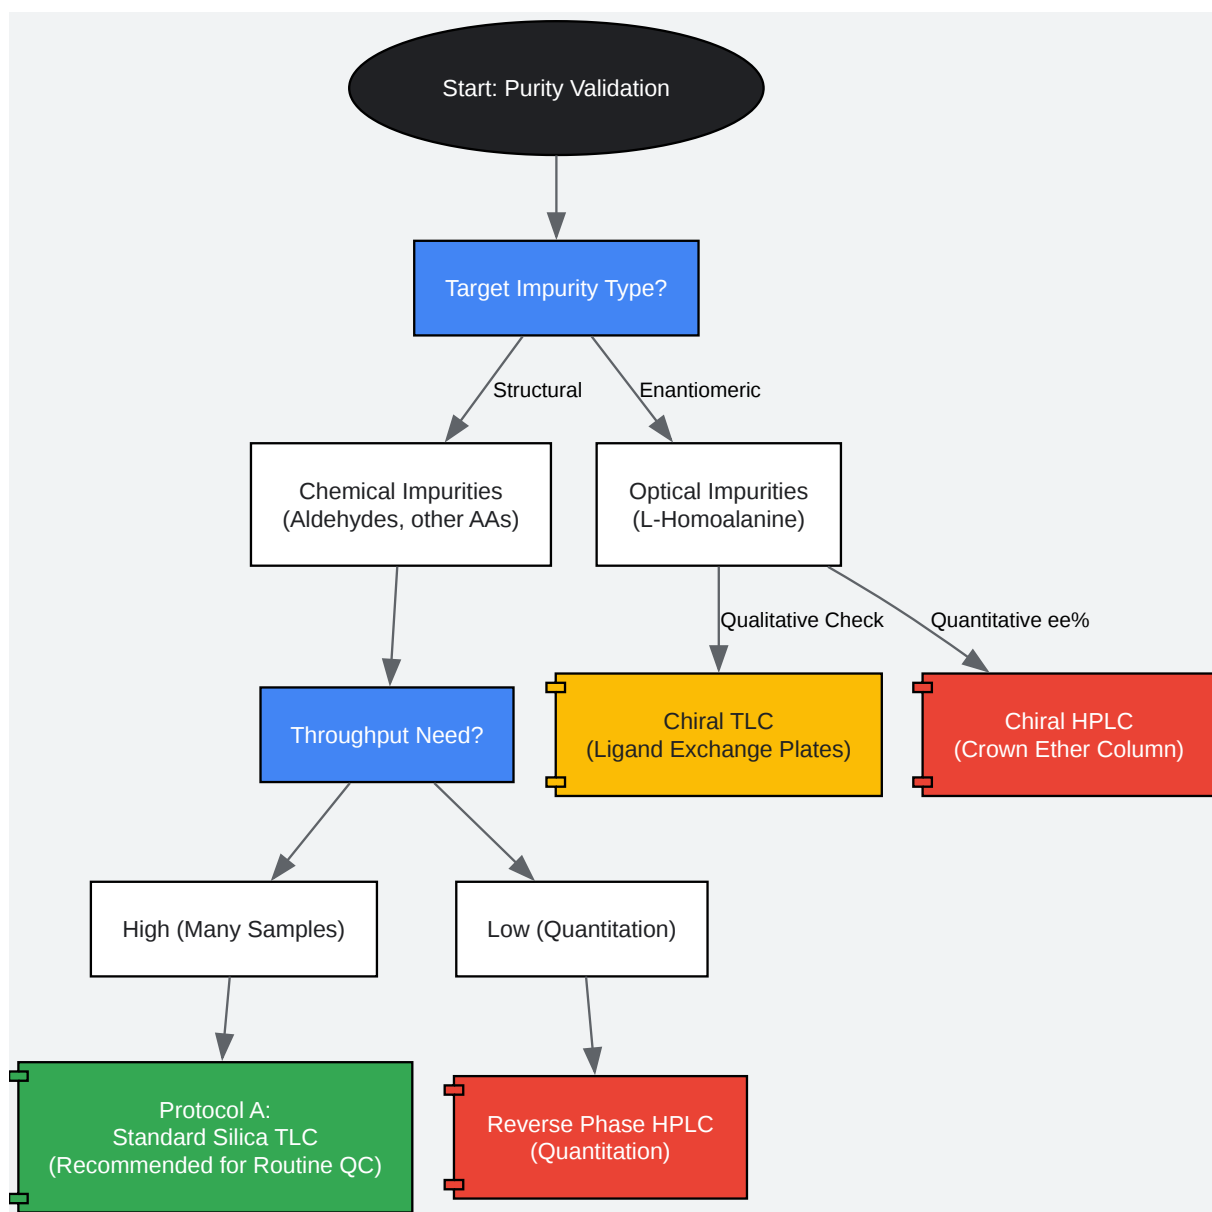 Start: Purity Validation
Target Impurity Type?
Structural
Enantiomeric
Chemical Impurities
(Aldehydes, other AAs)
Optical Impurities
(L-Homoalanine)
Qualitative Check
Quantitative ee%
Throughput Need?
Chiral TLC
(Ligand Exchange Plates)
Chiral HPLC
(Crown Ether Column)
High (Many Samples)
Low (Quantitation)
Protocol A:
Standard Silica TLC
(Recommended for Routine QC)
Reverse Phase HPLC
(Quantitation)